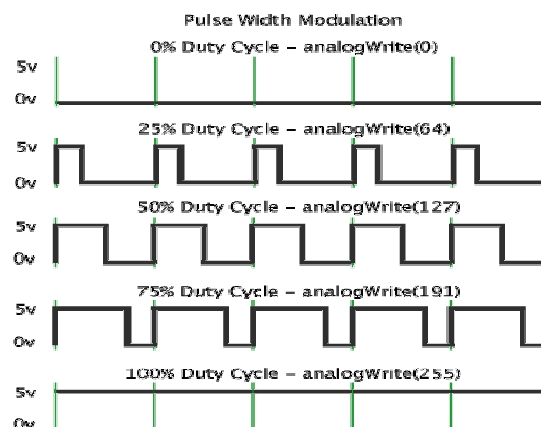 Pulse Width Modulation
0% Duty Cycle – analogWrite(0)
5v
0v
25% Duty Cycle – analogWrite(64)
5v
0v
50% Duty Cycle – analogWrite(127)
5v
0v
75% Duty Cycle – analogWrite(191)
5v
0v
100% Duty Cycle – analogWrite(255)
5v
0v